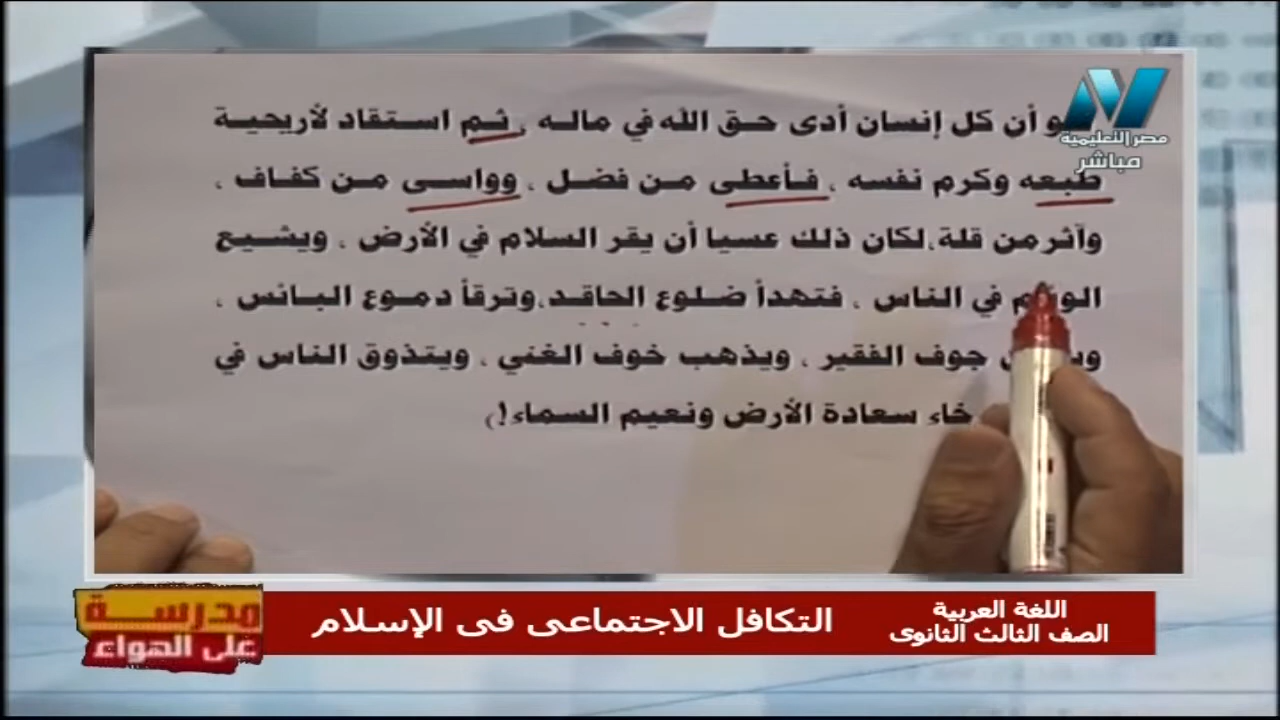 أن كل إنسان أدى حق الله في ماله ، ثم استقاد لأريحية
طبعه وكرم نفسه ، فأعطى من فضل ، وواسى من كفاف ،
وآثر من قلة، لكان ذلك عسيا أن يقر السلام في الأرض ، ويشيع
في الناس ، فتهدأ ضلوع الحاقد، وترقأ دموع البائس ،
جوف الفقير ، ويذهب خوف الغني ، ويتذوق الناس في
سعادة الأرض ونعيم السماء!)
مصر التعليمية
مباشر
مدرسة
على الهواء
التكافل الاجتماعى فى الإسلام
اللغة العربية
الصف الثالث الثانوى